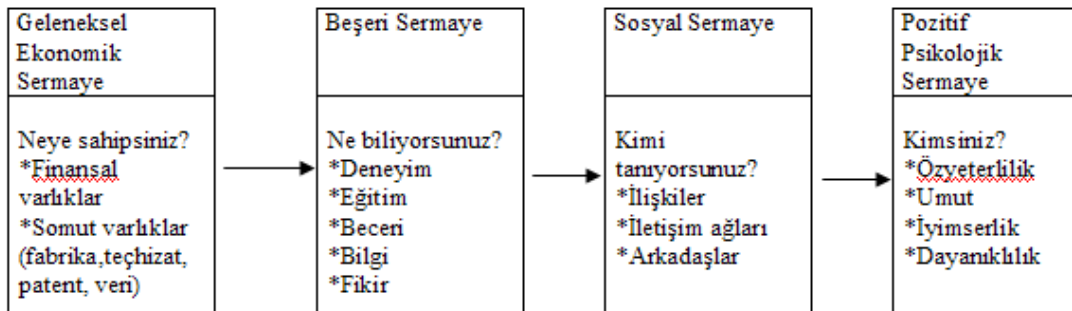 Geleneksel
Ekonomik
Sermaye
Neye sahipsiniz?
*Finansal
varlıklar
*Somut varlıklar
(fabrika,teçhizat,
patent, veri)
Beşeri Sermaye
Ne biliyorsunuz?
*Deneyim
*Eğitim
*Beceri
*Bilgi
*Fikir
Sosyal Sermaye
Kimi
tanıyorsunuz?
*İlişkiler
*İletişim ağları
*Arkadaşlar
Pozitif
Psikolojik
Sermaye
Kimsiniz?
*Özyeterlilik
*Umut
*İyimserlik
*Dayanıklılık